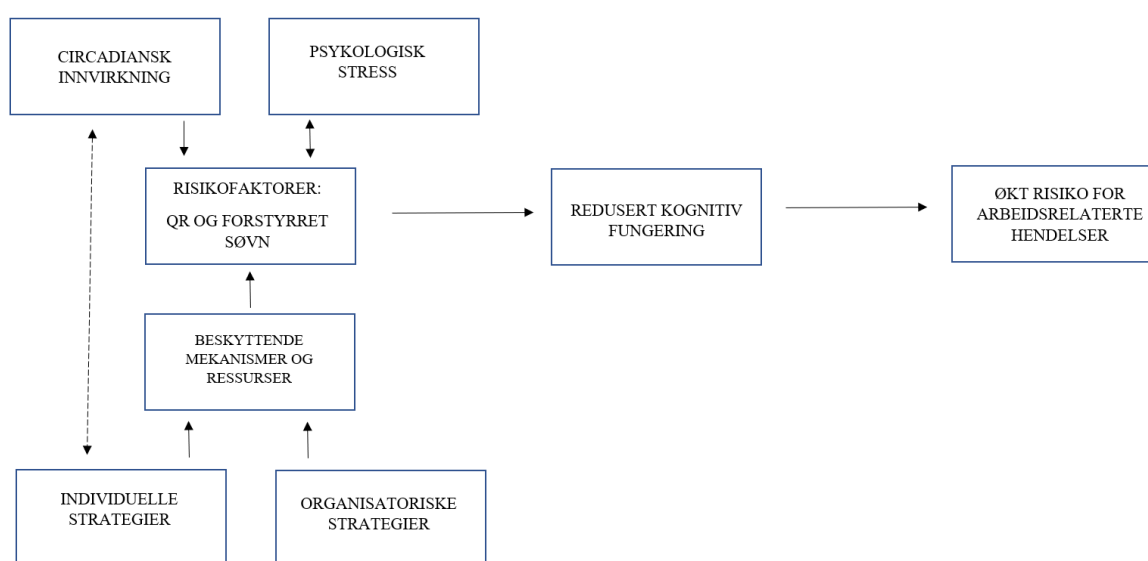 CIRCADIANSK
INNVIRKNING
PSYKOLOGISK
STRESS
RISIKOFAKTORER:
QR OG FORSTYRRET
SØVN
REDUSERT KOGNITIV
FUNGERING
ØKT RISIKO FOR
ARBEIDSRELATERTE
HENDELSER
BESKYTTENDE
MEKANISMER OG
RESSURSER
INDIVIDUELLE
STRATEGIER
ORGANISATORISKE
STRATEGIER